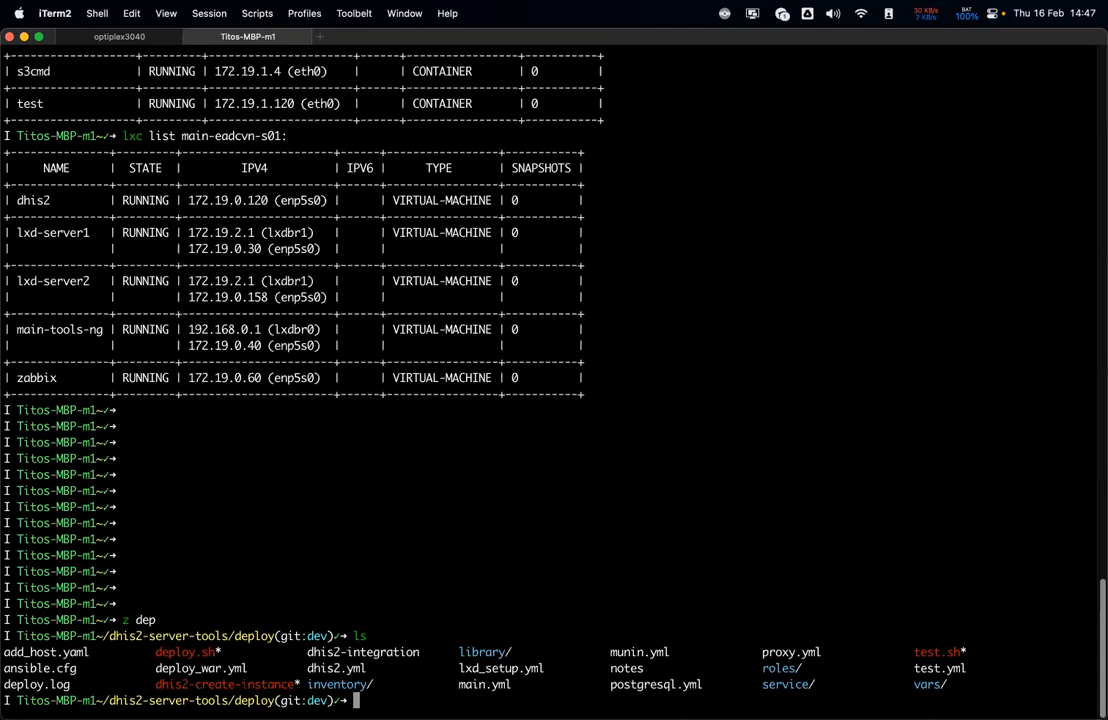 iTerm2 Shell Edit View Session Scripts Profiles Toolbelt Window Help 30 KB/s 7 KB/s BAT 100% Thu 16 Feb 14:47
optiplex3040 Titos-MBP-m1 +
+-----------------+---------+---------------------+------+-----------------+-----------+
| s3cmd | RUNNING | 172.19.1.4 (eth0) | | CONTAINER | 0 |
| test | RUNNING | 172.19.1.120 (eth0) | | CONTAINER | 0 |
I Titos-MBP-m1~✓➜ lxc list main-eadcvn-s01:
| NAME | STATE | IPV4 | IPV6 | TYPE | SNAPSHOTS |
| dhis2 | RUNNING | 172.19.0.120 (enp5s0) | | VIRTUAL-MACHINE | 0 |
| lxd-server1 | RUNNING | 172.19.2.1 (lxdbr1) | | VIRTUAL-MACHINE | 0 |
| | | 172.19.0.30 (enp5s0) | | | |
| lxd-server2 | RUNNING | 172.19.2.1 (lxdbr1) | | VIRTUAL-MACHINE | 0 |
| | | 172.19.0.158 (enp5s0) | | | |
| main-tools-ng | RUNNING | 192.168.0.1 (lxdbr0) | | VIRTUAL-MACHINE | 0 |
| | | 172.19.0.40 (enp5s0) | | | |
| zabbix | RUNNING | 172.19.0.60 (enp5s0) | | VIRTUAL-MACHINE | 0 |
I Titos-MBP-m1~✓➜
I Titos-MBP-m1~✓➜
I Titos-MBP-m1~✓➜
I Titos-MBP-m1~✓➜
I Titos-MBP-m1~✓➜
I Titos-MBP-m1~✓➜
I Titos-MBP-m1~✓➜
I Titos-MBP-m1~✓➜
I Titos-MBP-m1~✓➜
I Titos-MBP-m1~✓➜
I Titos-MBP-m1~✓➜
I Titos-MBP-m1~✓➜
I Titos-MBP-m1~✓➜
I Titos-MBP-m1~✓➜ z dep
I Titos-MBP-m1~/dhis2-server-tools/deploy(git:dev)✓➜ ls
add_host.yaml deploy.sh* dhis2-integration library/ munin.yml proxy.yml test.sh*
ansible.cfg deploy_war.yml dhis2.yml lxd_setup.yml notes roles/ test.yml
deploy.log dhis2-create-instance* inventory/ main.yml postgresql.yml service/ vars/
I Titos-MBP-m1~/dhis2-server-tools/deploy(git:dev)✓➜